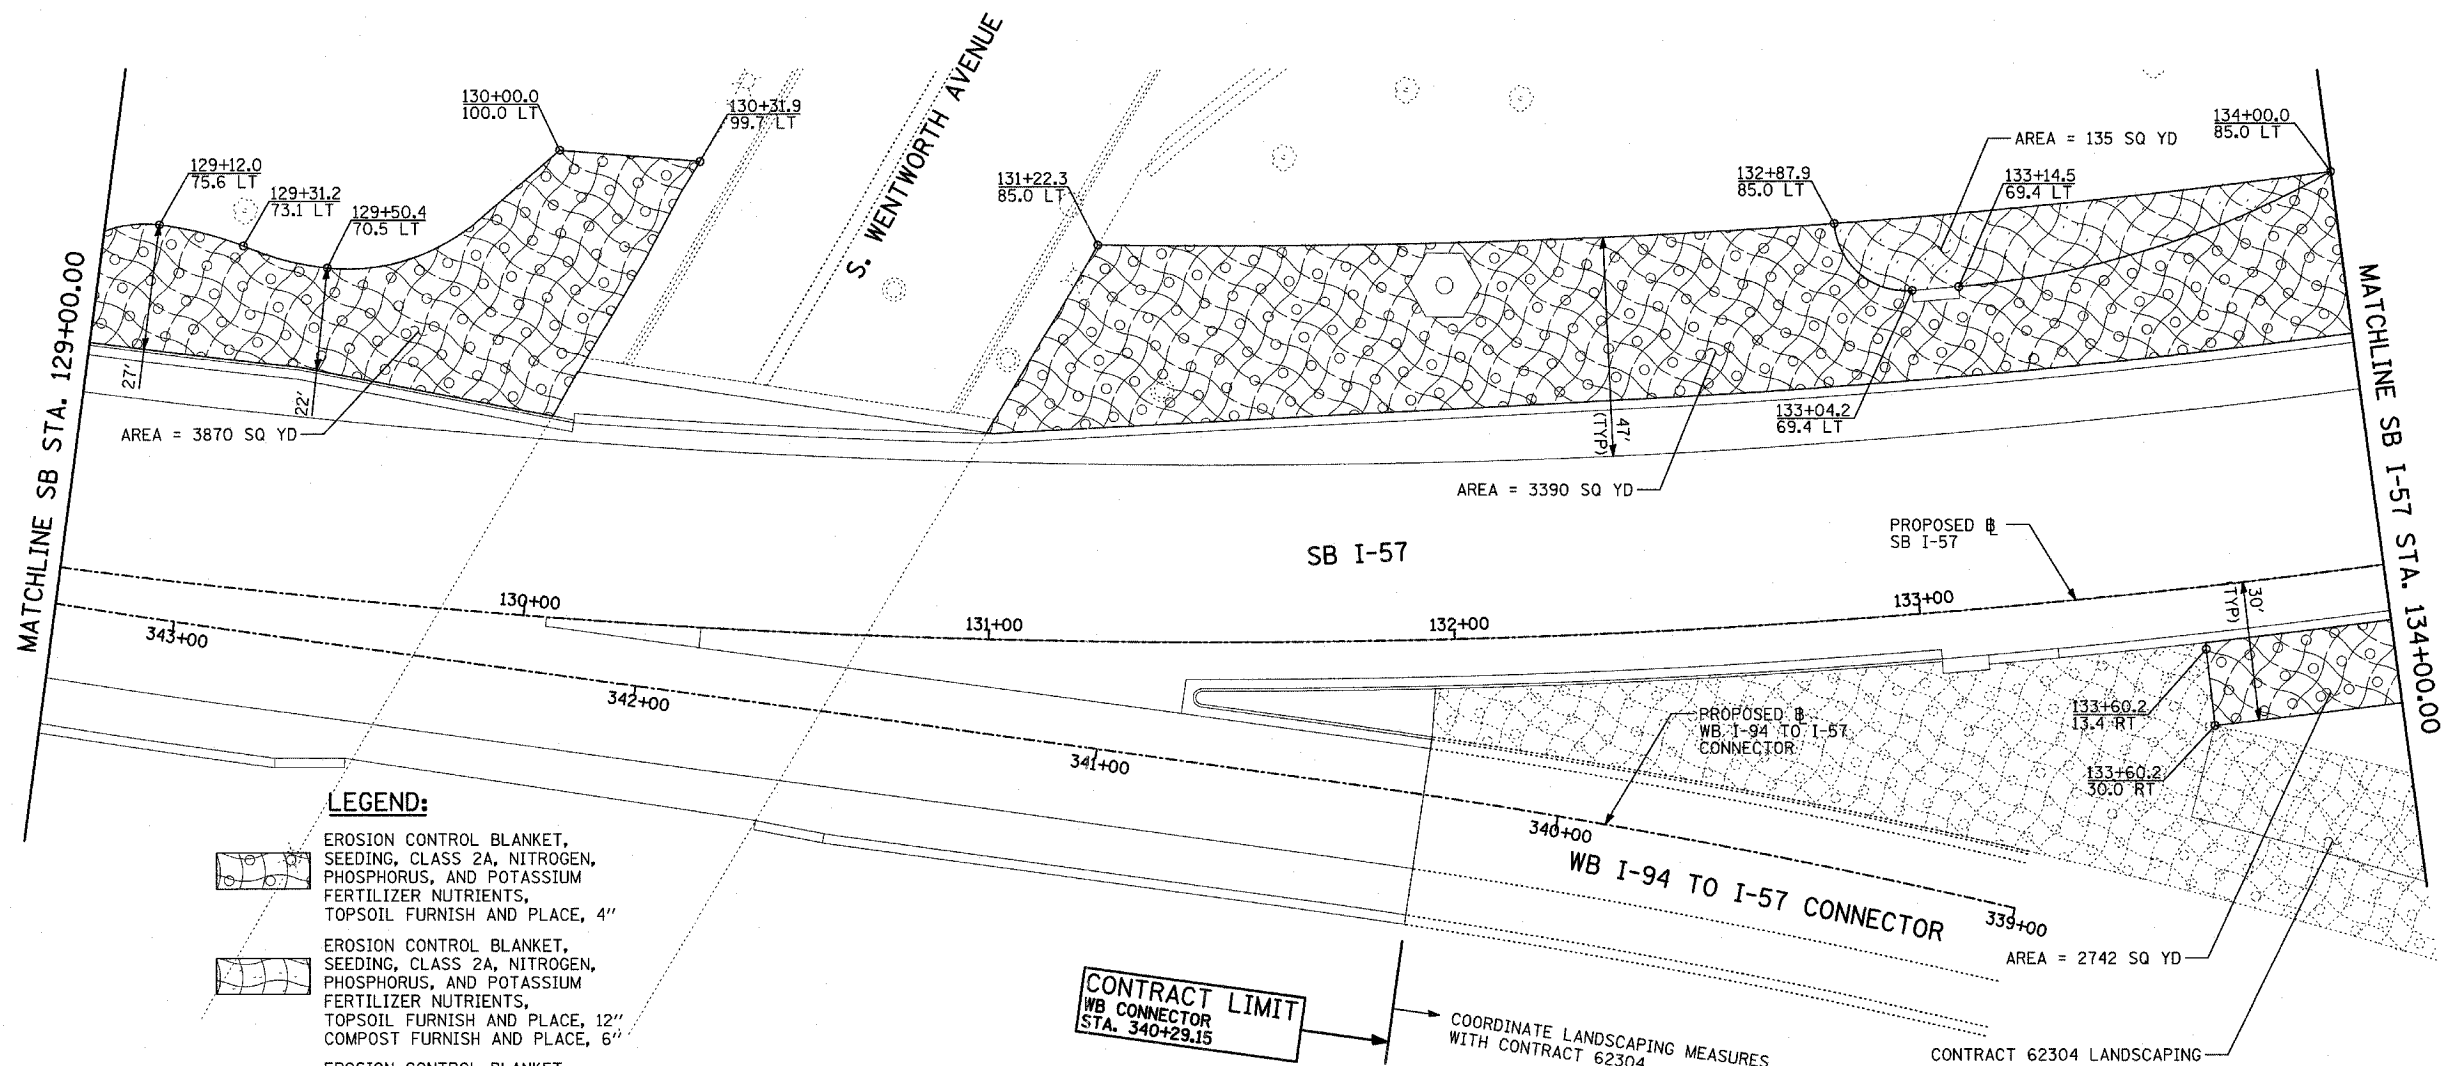 S. WENTWORTH AVENUE
130+00.0
100.0 LT
130+31.9
99.7 LT
129+12.0
75.6 LT
129+31.2
73.1 LT
129+50.4
70.5 LT
131+22.3
85.0 LT
132+87.9
85.0 LT
AREA = 135 SQ YD
133+14.5
69.4 LT
134+00.0
85.0 LT
MATCHLINE SB STA. 129+00.00
27'
22'
AREA = 3870 SQ YD
47'
(TYP)
133+04.2
69.4 LT
AREA = 3390 SQ YD
MATCHLINE SB I-57 STA. 134+00.00
SB I-57
PROPOSED ℄
SB I-57
130+00
131+00
132+00
133+00
30'
(TYP)
343+00
342+00
341+00
340+00
339+00
PROPOSED ℄
WB I-94 TO I-57
CONNECTOR
133+60.2
13.4 RT
133+60.2
30.0 RT
WB I-94 TO I-57 CONNECTOR
AREA = 2742 SQ YD
LEGEND:
EROSION CONTROL BLANKET,
SEEDING, CLASS 2A, NITROGEN,
PHOSPHORUS, AND POTASSIUM
FERTILIZER NUTRIENTS,
TOPSOIL FURNISH AND PLACE, 4"
EROSION CONTROL BLANKET,
SEEDING, CLASS 2A, NITROGEN,
PHOSPHORUS, AND POTASSIUM
FERTILIZER NUTRIENTS,
TOPSOIL FURNISH AND PLACE, 12"
COMPOST FURNISH AND PLACE, 6"
EROSION CONTROL BLANKET,
CONTRACT LIMIT
WB CONNECTOR
STA. 340+29.15
COORDINATE LANDSCAPING MEASURES
WITH CONTRACT 62304
CONTRACT 62304 LANDSCAPING